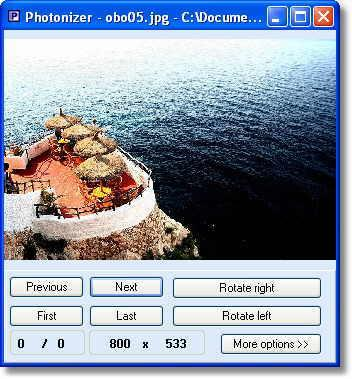 P Photonizer - obo05.jpg - C:\Docume...
Previous Next Rotate right
First Last Rotate left
0 / 0 800 x 533 More options >>